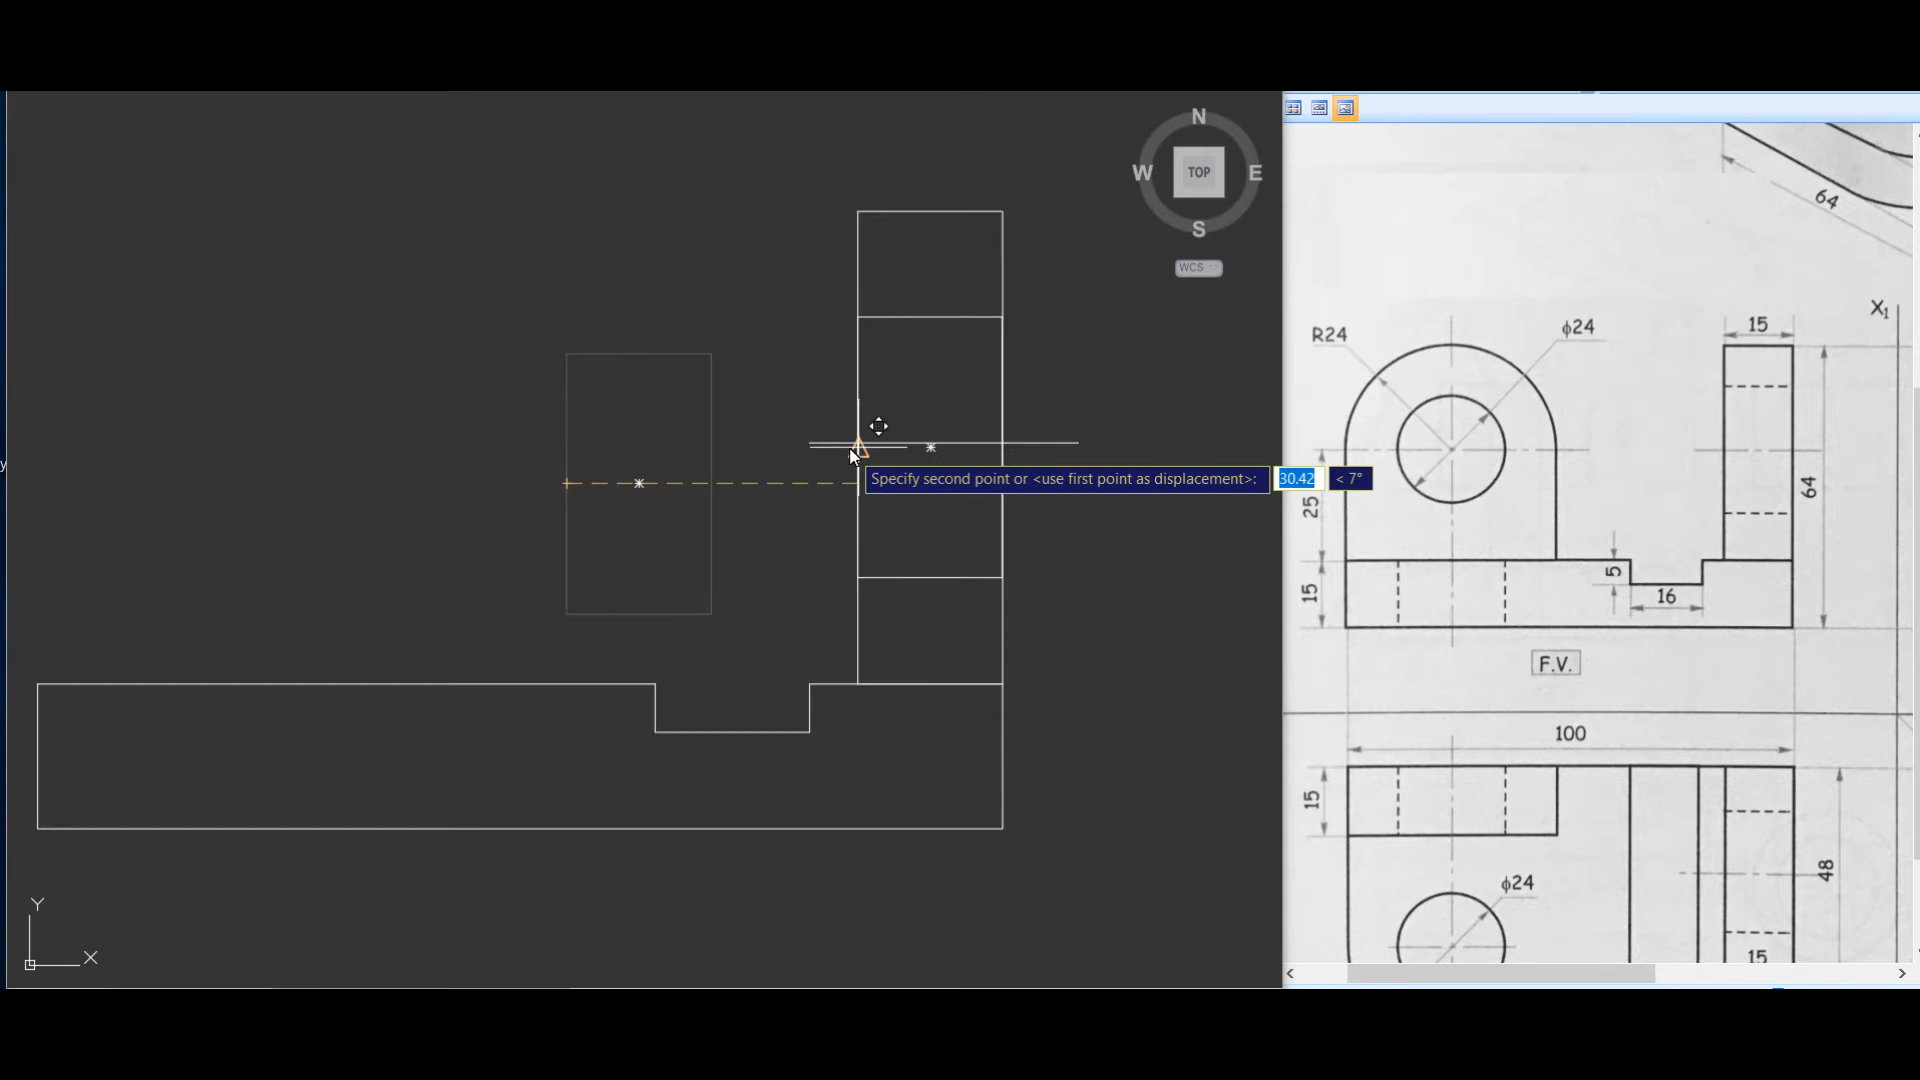 N
W TOP E
S
WCS
y
Specify second point or <use first point as displacement>: 30.42 < 7°
Y
X
64
X1
R24
ϕ24
15
25
64
5
15
16
F.V.
100
15
48
ϕ24
15